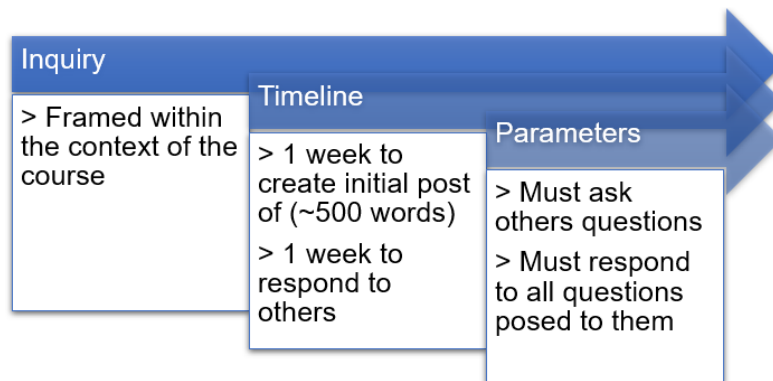 Inquiry
> Framed within
the context of the
course
Timeline
> 1 week to
create initial post
of (~500 words)
> 1 week to
respond to
others
Parameters
> Must ask
others questions
> Must respond
to all questions
posed to them